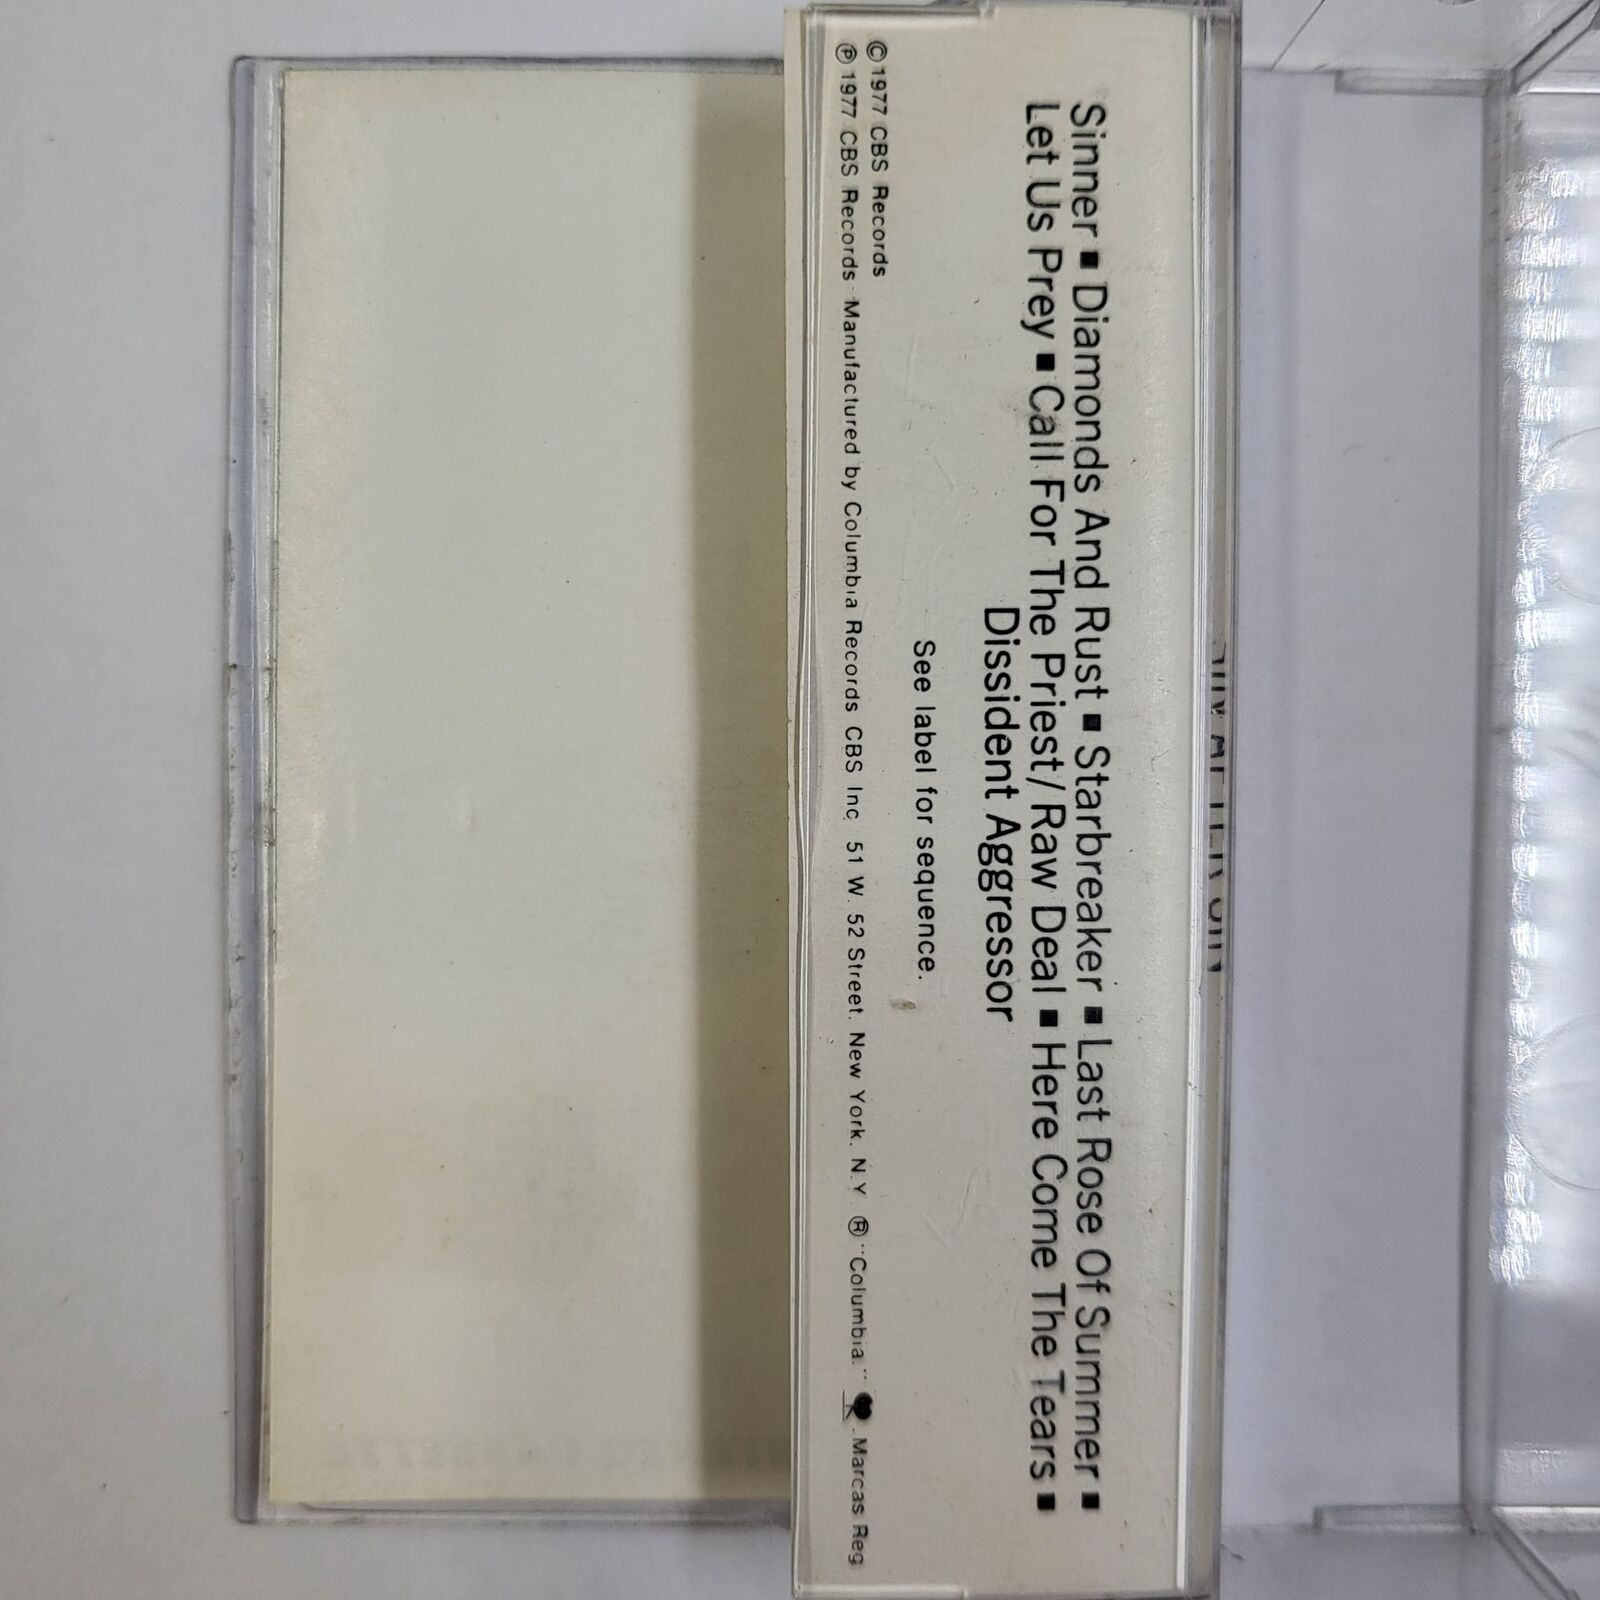 Sinner ▪ Diamonds And Rust ▪ Starbreaker ▪ Last Rose Of Summer ▪
Let Us Prey ▪ Call For The Priest/Raw Deal ▪ Here Come The Tears ▪
Dissident Aggressor
See label for sequence.
© 1977 CBS Records
℗ 1977 CBS Records Manufactured by Columbia Records CBS Inc 51 W. 52 Street. New York. N.Y ® "Columbia." Marcas Reg